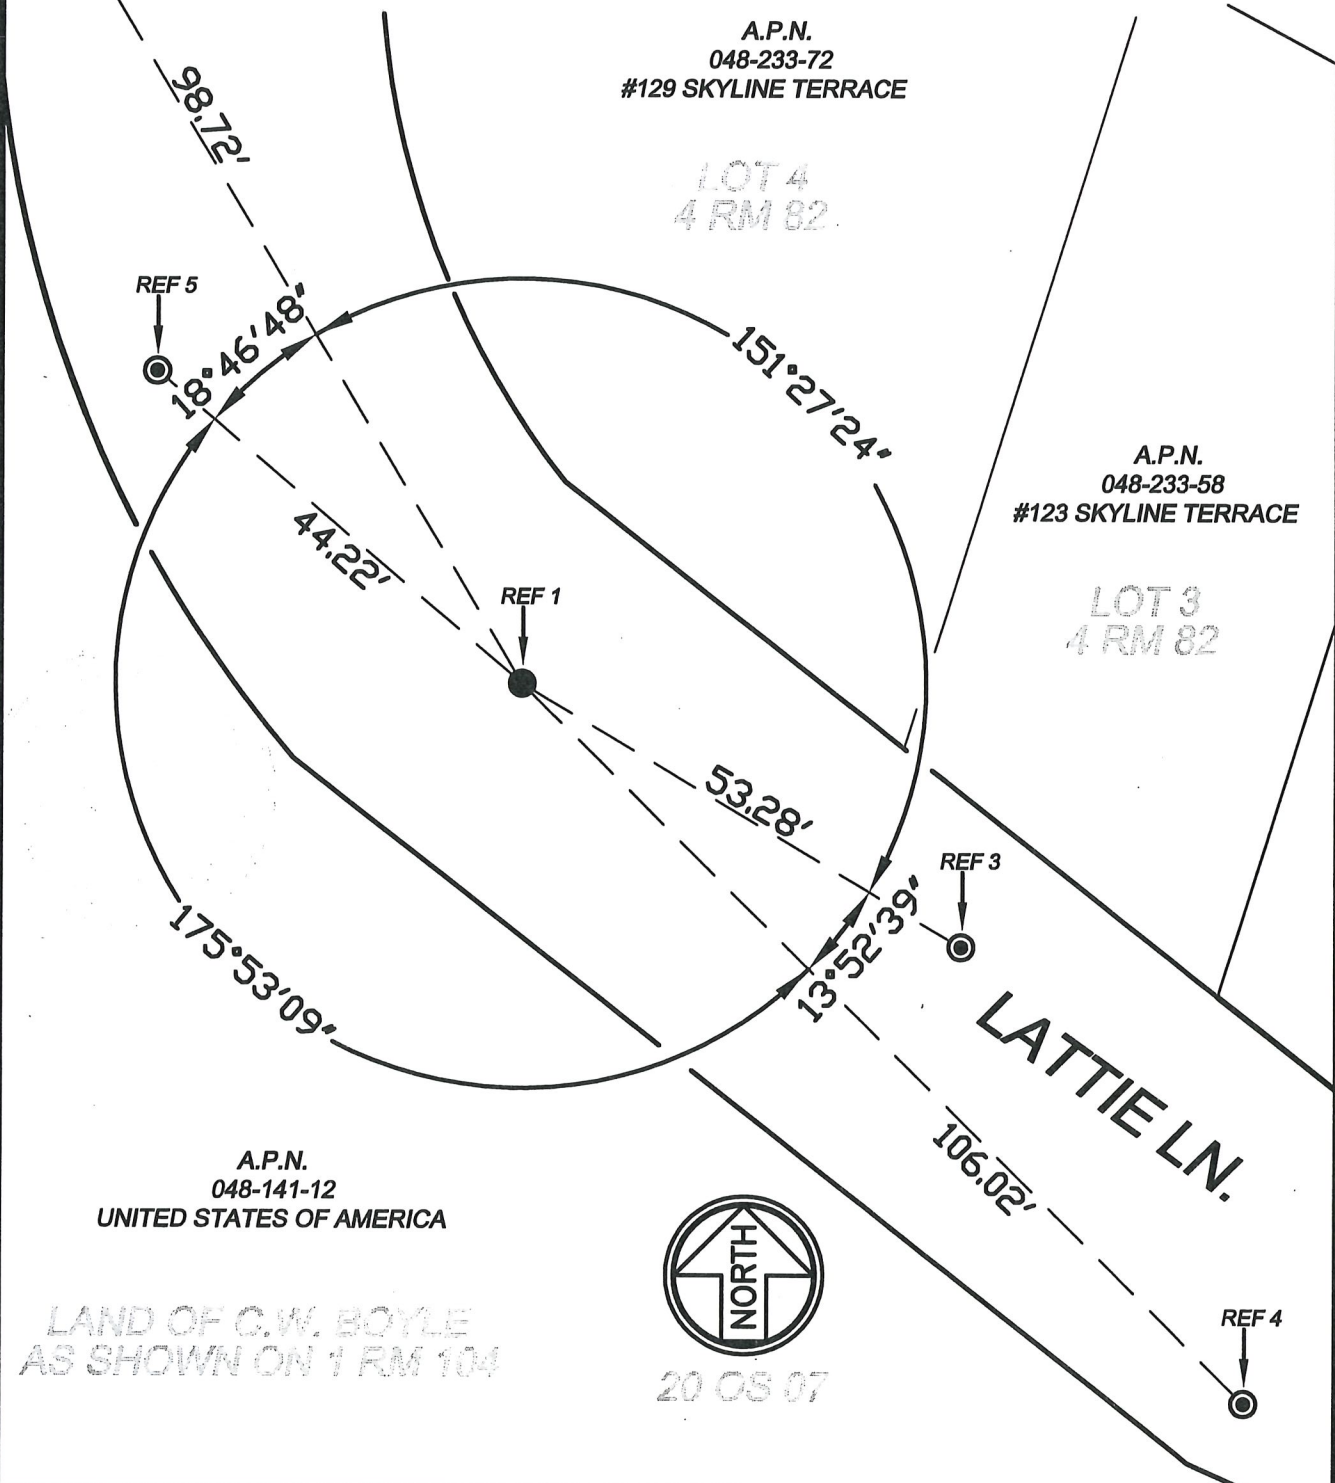 A.P.N.
048-233-72
#129 SKYLINE TERRACE
98.72'
LOT 4
4 RM 82
REF 5
18°46'48"
151°27'24"
A.P.N.
048-233-58
#123 SKYLINE TERRACE
44.22'
REF 1
LOT 3
4 RM 82
53.28'
REF 3
13°52'39"
175°53'09"
LATTIE LN.
106.02'
A.P.N.
048-141-12
UNITED STATES OF AMERICA
NORTH
LAND OF C.W. BOYLE
AS SHOWN ON 1 RM 104
20 OS 07
REF 4